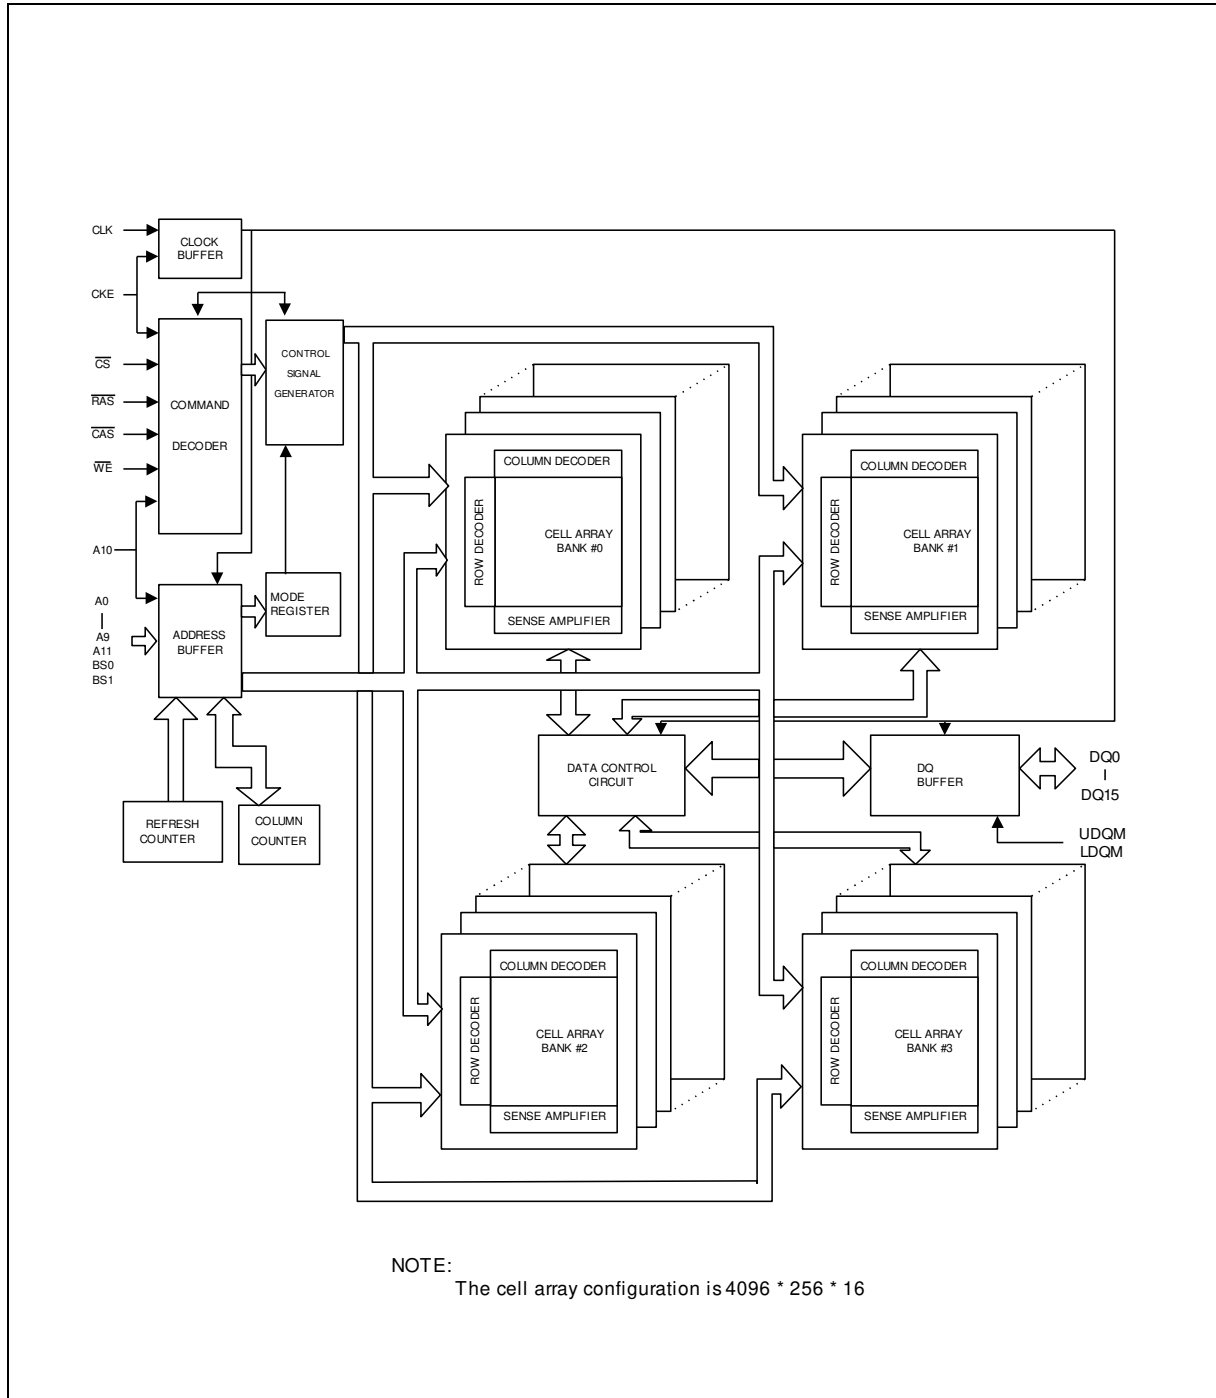 CLK
CLOCK
BUFFER
CKE
CS
RAS
CAS
WE
COMMAND
DECODER
CONTROL
SIGNAL
GENERATOR
A10
A0
A9
A11
BS0
BS1
ADDRESS
BUFFER
MODE
REGISTER
REFRESH
COUNTER
COLUMN
COUNTER
COLUMN DECODER
ROW DECODER
CELL ARRAY
BANK #0
SENSE AMPLIFIER
COLUMN DECODER
ROW DECODER
CELL ARRAY
BANK #1
SENSE AMPLIFIER
DATA CONTROL
CIRCUIT
DQ
BUFFER
DQ0
DQ15
UDQM
LDQM
COLUMN DECODER
ROW DECODER
CELL ARRAY
BANK #2
SENSE AMPLIFIER
COLUMN DECODER
ROW DECODER
CELL ARRAY
BANK #3
SENSE AMPLIFIER
NOTE:
The cell array configuration is 4096 * 256 * 16